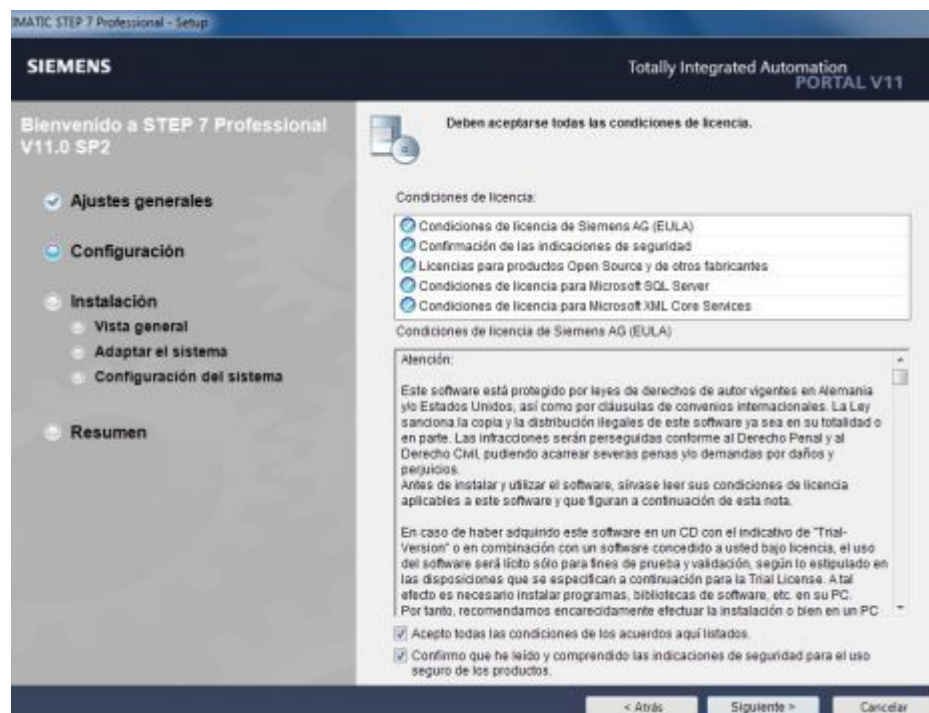 IMATIC STEP 7 Professional - Setup
SIEMENS
Totally Integrated Automation
PORTAL V11
Bienvenido a STEP 7 Professional
V11.0 SP2
Ajustes generales
Configuración
Instalación
Vista general
Adaptar el sistema
Configuración del sistema
Resumen
Deben aceptarse todas las condiciones de licencia.
Condiciones de licencia:
Condiciones de licencia de Siemens AG (EULA)
Confirmación de las indicaciones de seguridad
Licencias para productos Open Source y de otros fabricantes
Condiciones de licencia para Microsoft SQL Server
Condiciones de licencia para Microsoft XML Core Services
Condiciones de licencia de Siemens AG (EULA)
Atención:
Este software está protegido por leyes de derechos de autor vigentes en Alemania
y/o Estados Unidos, así como por cláusulas de convenios internacionales. La Ley
sanciona la copia y la distribución ilegales de este software ya sea en su totalidad o
en parte. Las infracciones serán perseguidas conforme al Derecho Penal y al
Derecho Civil, pudiendo acarrear severas penas y/o demandas por daños y
perjuicios.
Antes de instalar y utilizar el software, sírvase leer sus condiciones de licencia
aplicables a este software y que figuran a continuación de esta nota.
En caso de haber adquirido este software en un CD con el indicativo de "Trial-
Version" o en combinación con un software concedido a usted bajo licencia, el uso
del software será lícito sólo para fines de prueba y validación, según lo estipulado en
las disposiciones que se especifican a continuación para la Trial License. A tal
efecto es necesario instalar programas, bibliotecas de software, etc. en su PC.
Por tanto, recomendamos encarecidamente efectuar la instalación o bien en un PC
Acepto todas las condiciones de los acuerdos aquí listados.
Confirmo que he leído y comprendido las indicaciones de seguridad para el uso
seguro de los productos.
< Atrás
Siguiente >
Cancelar